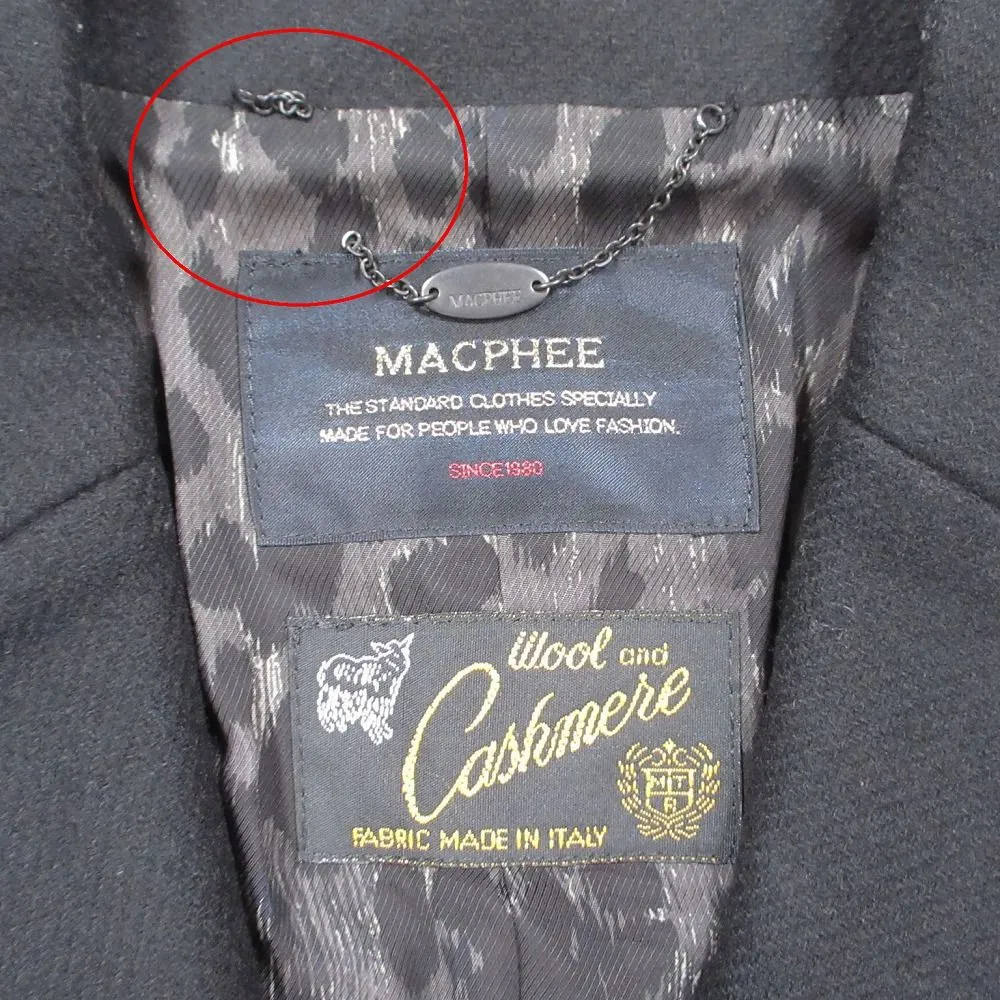 MACPHEE
MACPHEE
THE STANDARD CLOTHES SPECIALLY
MADE FOR PEOPLE WHO LOVE FASHION.
SINCE1980
Wool and
Cashmere
FABRIC MADE IN ITALY